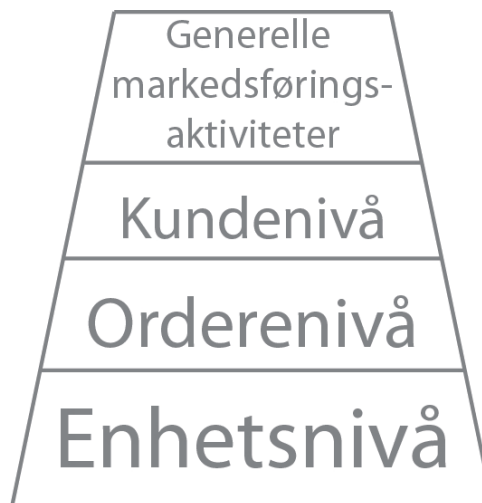 Generelle
markedsførings-
aktiviteter
Kundenivå
Orderenivå
Enhetsnivå